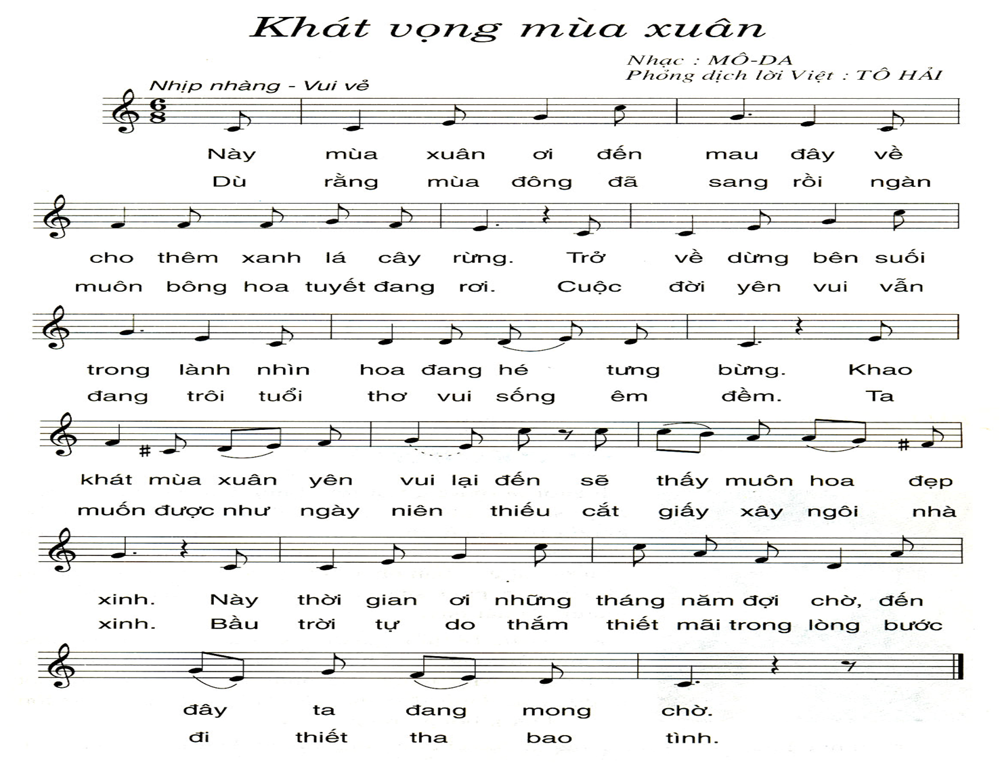 Khát vọng mùa xuân
Nhạc : MÔ-DA
Phỏng dịch lời Việt : TÔ HẢI
Nhịp nhàng - Vui vẻ
6
8
Này mùa xuân ơi đến mau đây về
Dù rằng mùa đông đã sang rồi ngàn
cho thêm xanh lá cây rừng. Trở về dừng bên suối
muôn bông hoa tuyết đang rơi. Cuộc đời yên vui vẫn
trong lành nhìn hoa đang hé tưng bừng. Khao
đang trôi tuổi thơ vui sống êm đềm. Ta
khát mùa xuân yên vui lại đến sẽ thấy muôn hoa đẹp
muốn được như ngày niên thiếu cắt giấy xây ngôi nhà
xinh. Này thời gian ơi những tháng năm đợi chờ, đến
xinh. Bầu trời tự do thắm thiết mãi trong lòng bước
đây ta đang mong chờ.
đi thiết tha bao tình.